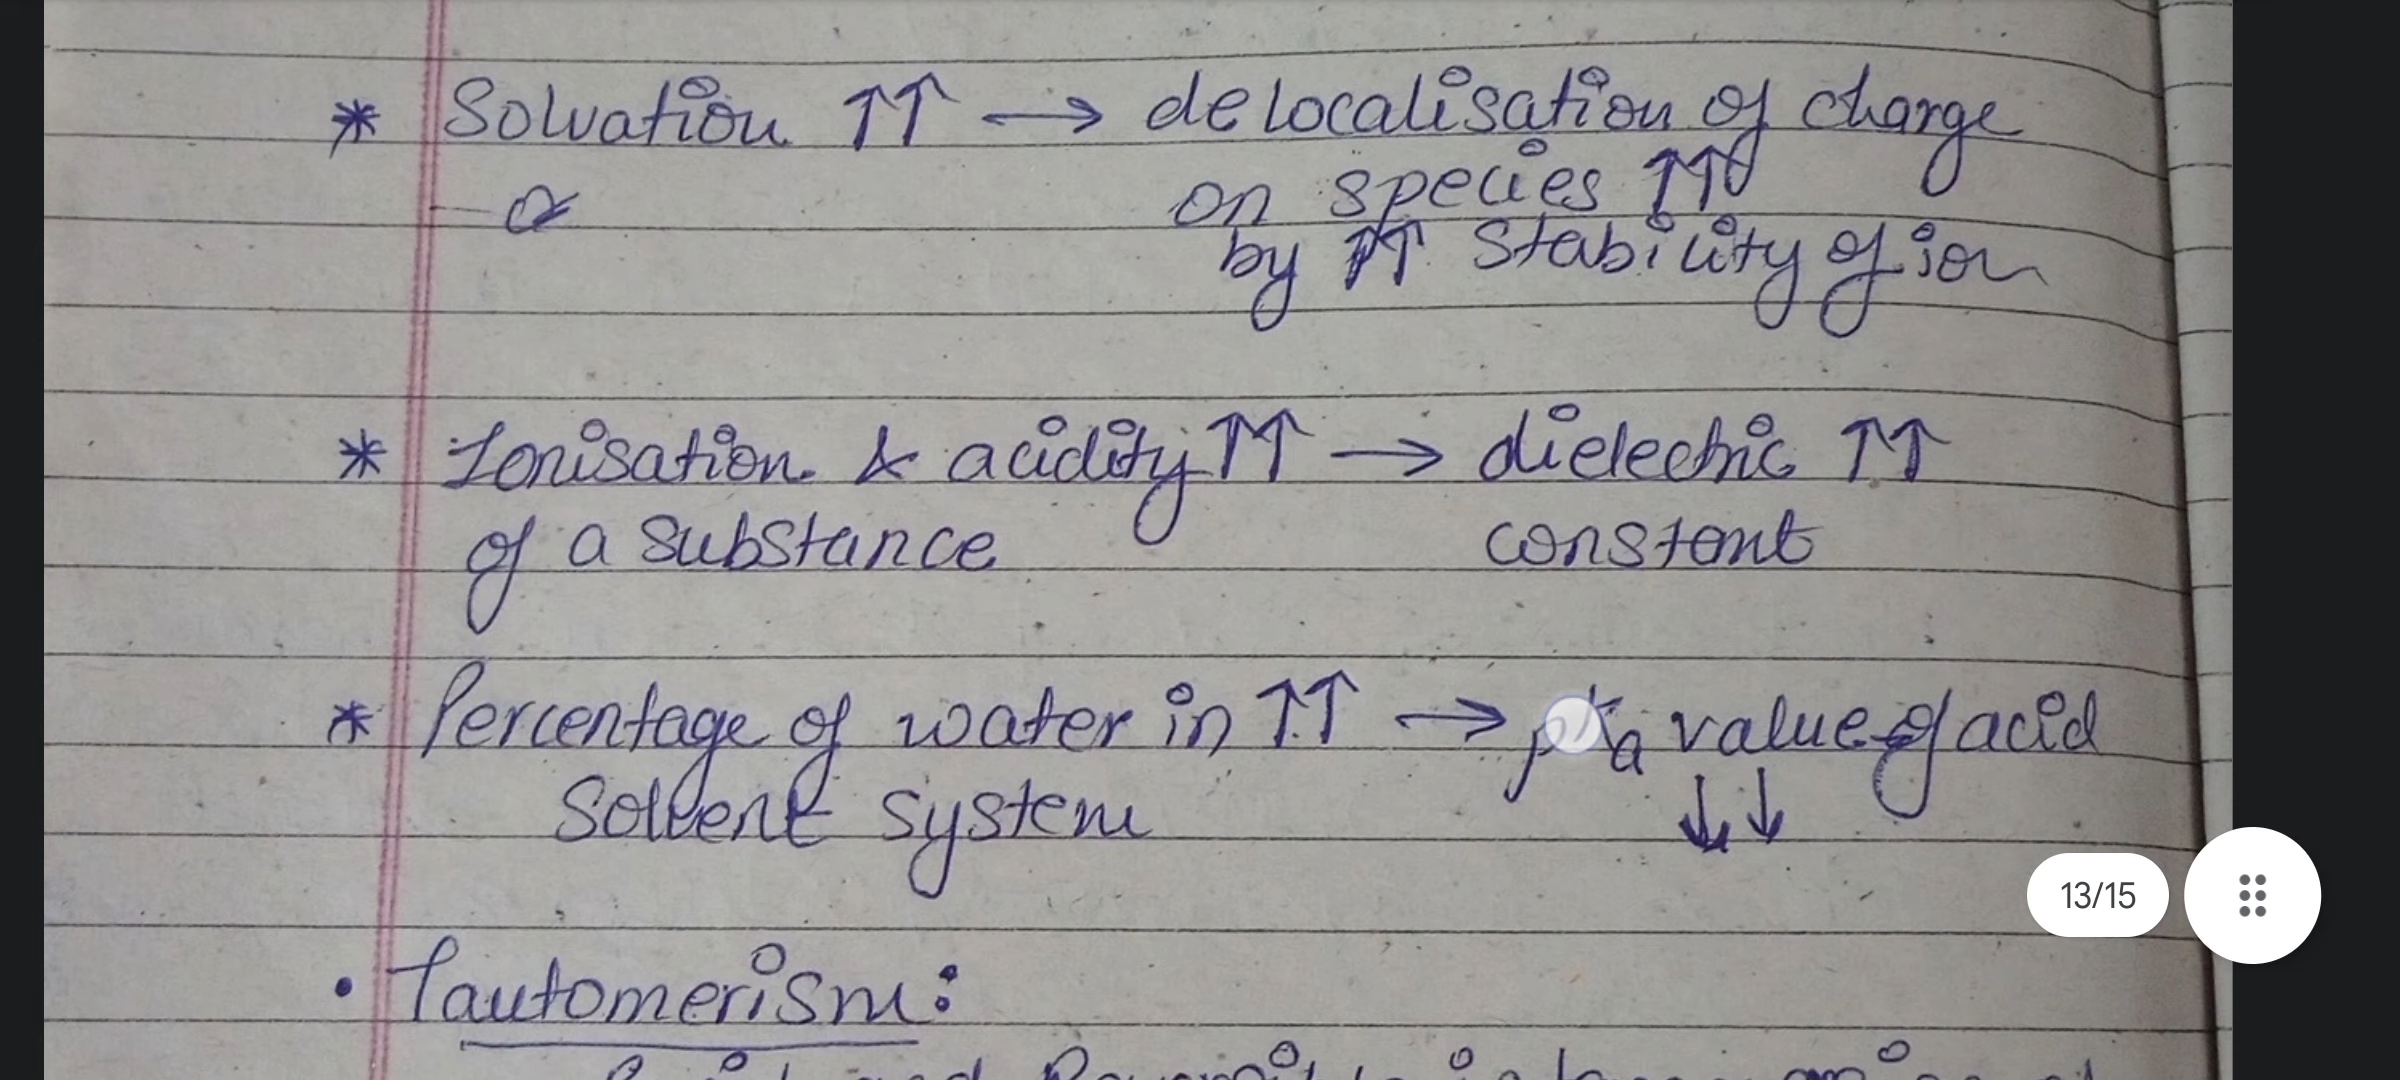 * Solvation ↑↑ → delocalisation of charge
on species ↑↑
by ↑↑ Stability of ion
* Ionisation & acidity ↑↑ → dielectric ↑↑
of a substance constant
* Percentage of water in ↑↑ → pKa value of acid
Solvent system ↓↓
13/15
• Tautomerism: